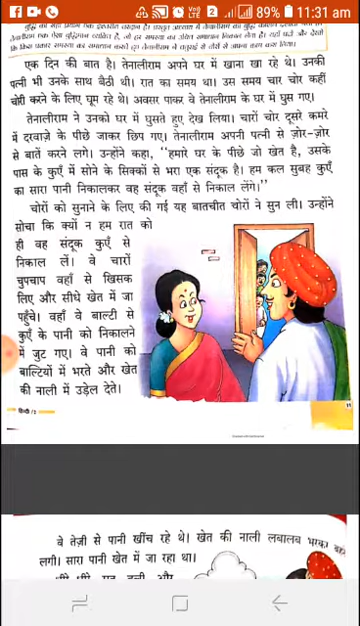 89% 11:31 am
एक दिन की बात है। तेनालीराम अपने घर में खाना खा रहे थे। उनकी
पत्नी भी उनके साथ बैठी थी। रात का समय था। उस समय चार चोर कहीं
चोरी करने के लिए घूम रहे थे। अवसर पाकर वे तेनालीराम के घर में घुस गए।
तेनालीराम ने उनको घर में घुसते हुए देख लिया। चारों चोर दूसरे कमरे
में दरवाज़े के पीछे जाकर छिप गए। तेनालीराम अपनी पत्नी से ज़ोर-ज़ोर
से बातें करने लगे। उन्होंने कहा, “हमारे घर के पीछे जो खेत है, उसके
पास के कुएँ में सोने के सिक्कों से भरा एक संदूक है। हम कल सुबह कुएँ
का सारा पानी निकालकर वह संदूक वहाँ से निकाल लेंगे।”
चोरों को सुनाने के लिए की गई यह बातचीत चोरों ने सुन ली। उन्होंने
सोचा कि क्यों न हम रात को
ही वह संदूक कुएँ से
निकाल लें। वे चारों
चुपचाप वहाँ से खिसक
लिए और सीधे खेत में जा
पहुँचे। वहाँ वे बाल्टी से
कुएँ के पानी को निकालने
में जुट गए। वे पानी को
बाल्टियों में भरते और खेत
की नाली में उड़ेल देते।
हिन्दी
वे तेज़ी से पानी खींच रहे थे। खेत की नाली लबालब भरकर बहने
लगी। सारा पानी खेत में जा रहा था।